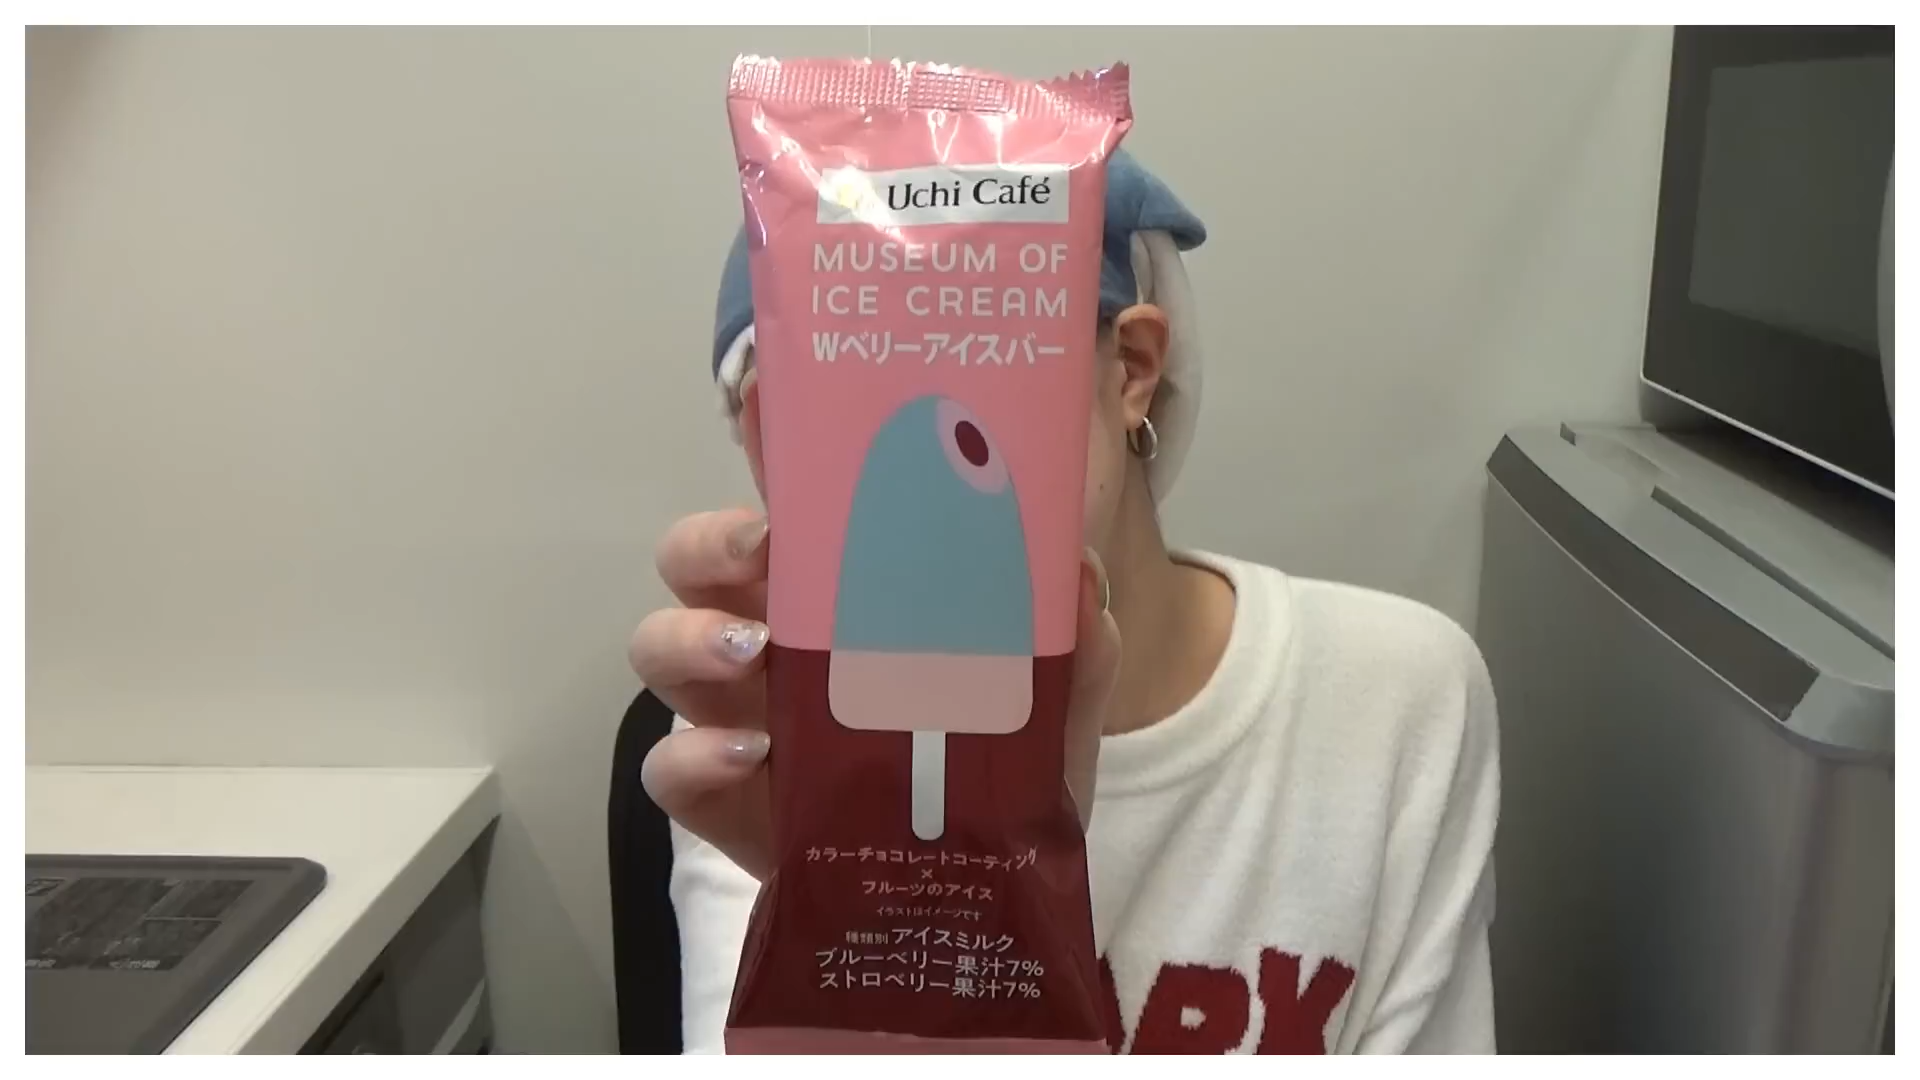 Uchi Café
MUSEUM OF
ICE CREAM
Wベリーアイスバー
カラーチョコレートコーティング
×
フルーツのアイス
イラストはイメージです
種類別 アイスミルク
ブルーベリー果汁7%
ストロベリー果汁7%